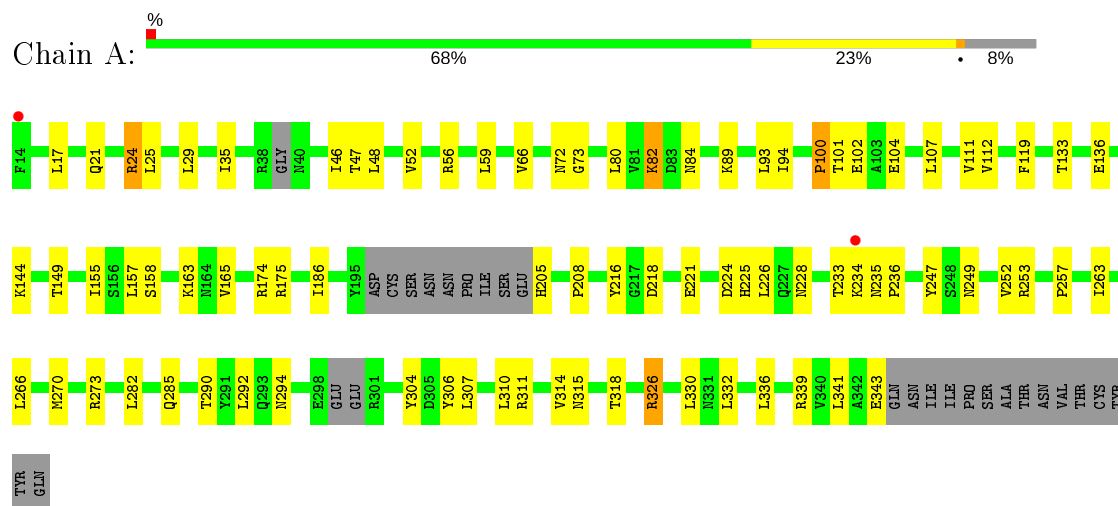 %
Chain A:
68% 23% • 8%
F14 L17 Q21 R24 L25 L29 I35 R38 GLY N40 I46 T47 L48 V52 R56 L59 V66 N72 G73 L80 V81 K82 D83 N84 K89 L93 I94 P100 T101 E102 A103 E104 L107 V111 V112 F119 T133 E136
K144 T149 I155 S156 L157 S158 K163 N164 V165 R174 R175 I186 Y195 ASP CYS SER ASN ASN PRO ILE SER GLU H205 P208 Y216 G217 D218 E221 D224 H225 L226 Q227 N228 T233 K234 N235 P236 Y247 S248 N249 V252 R253 P257 I263
L266 M270 R273 L282 Q285 T290 Y291 L292 Q293 N294 E298 GLU GLU R301 Y304 D305 Y306 L307 L310 R311 V314 N315 T318 R326 L330 N331 L332 L336 R339 V340 L341 A342 E343 GLN ASN ILE ILE PRO SER ALA THR ASN VAL THR CYS TYR
TYR GLN